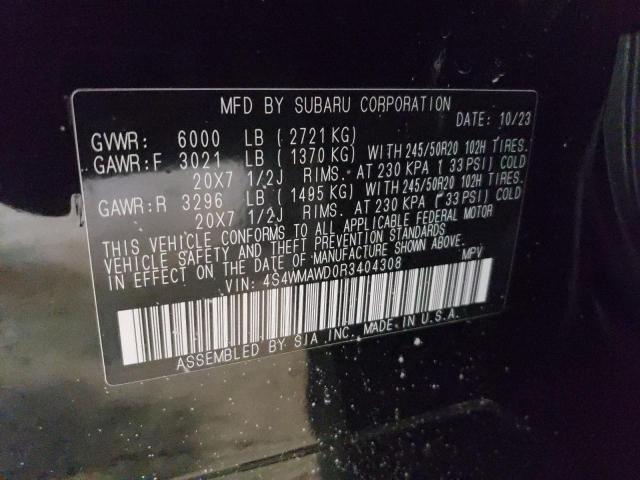 MFD BY SUBARU CORPORATION
DATE: 10/23
GVWR: 6000 LB (2721 KG)
GAWR:F 3021 LB (1370 KG) WITH 245/50R20 102H TIRES.
20X7 1/2J RIMS. AT 230 KPA ( 33 PSI) COLD
GAWR:R 3296 LB (1495 KG) WITH 245/50R20 102H TIRES.
20X7 1/2J RIMS. AT 230 KPA ( 33 PSI) COLD
THIS VEHICLE CONFORMS TO ALL APPLICABLE FEDERAL MOTOR
VEHICLE SAFETY AND THEFT PREVENTION STANDARDS
IN EFFECT ON THE DATE OF MANUFACTURE SHOWN ABOVE.
VIN: 4S4WMAWD0R3404308 MPV
ASSEMBLED BY SIA INC. MADE IN U.S.A.